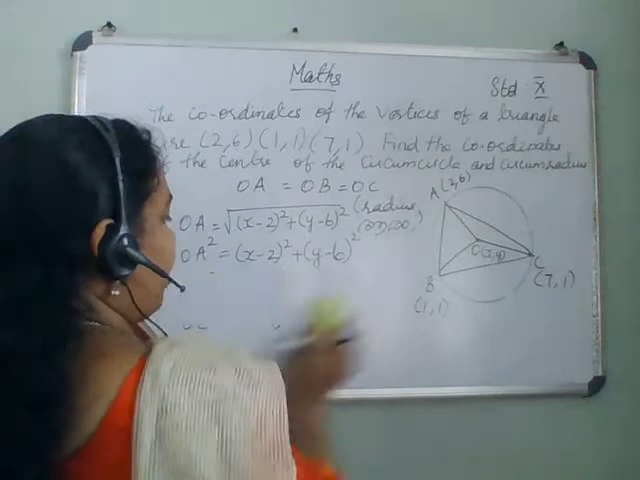 Maths
Std X
The co-ordinates of the vertices of a triangle
are (2,6) (1,1) (7,1) Find the co-ordinates
of the centre of the circumcircle and circumradius
OA = OB = OC
OA = √(x-2)²+(y-6)² (radius
OA² = (x-2)²+(y-6)²
A (2,6)
O(x,y)
B
(1,1)
C
(7,1)